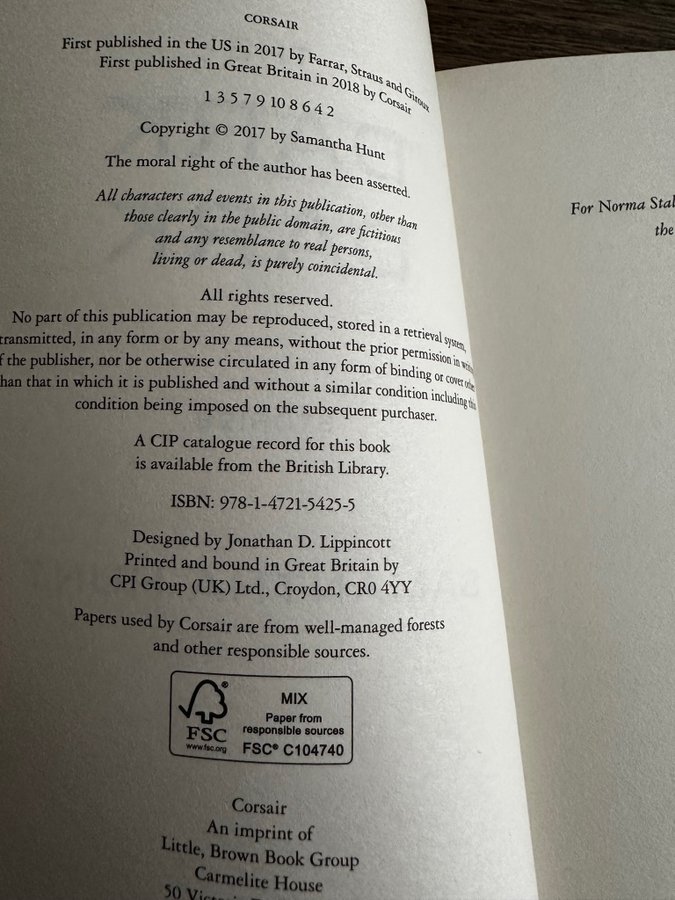 CORSAIR
First published in the US in 2017 by Farrar, Straus and Giroux
First published in Great Britain in 2018 by Corsair
1 3 5 7 9 10 8 6 4 2
Copyright © 2017 by Samantha Hunt
The moral right of the author has been asserted.
All characters and events in this publication, other than
those clearly in the public domain, are fictitious
and any resemblance to real persons,
living or dead, is purely coincidental.
All rights reserved.
No part of this publication may be reproduced, stored in a retrieval system,
transmitted, in any form or by any means, without the prior permission in
the publisher, nor be otherwise circulated in any form of binding or cover
than that in which it is published and without a similar condition including this
condition being imposed on the subsequent purchaser.
A CIP catalogue record for this book
is available from the British Library.
ISBN: 978-1-4721-5425-5
Designed by Jonathan D. Lippincott
Printed and bound in Great Britain by
CPI Group (UK) Ltd., Croydon, CR0 4YY
Papers used by Corsair are from well-managed forests
and other responsible sources.
FSC®
www.fsc.org
MIX
Paper from
responsible sources
FSC® C104740
Corsair
An imprint of
Little, Brown Book Group
Carmelite House
50
For Norma
the